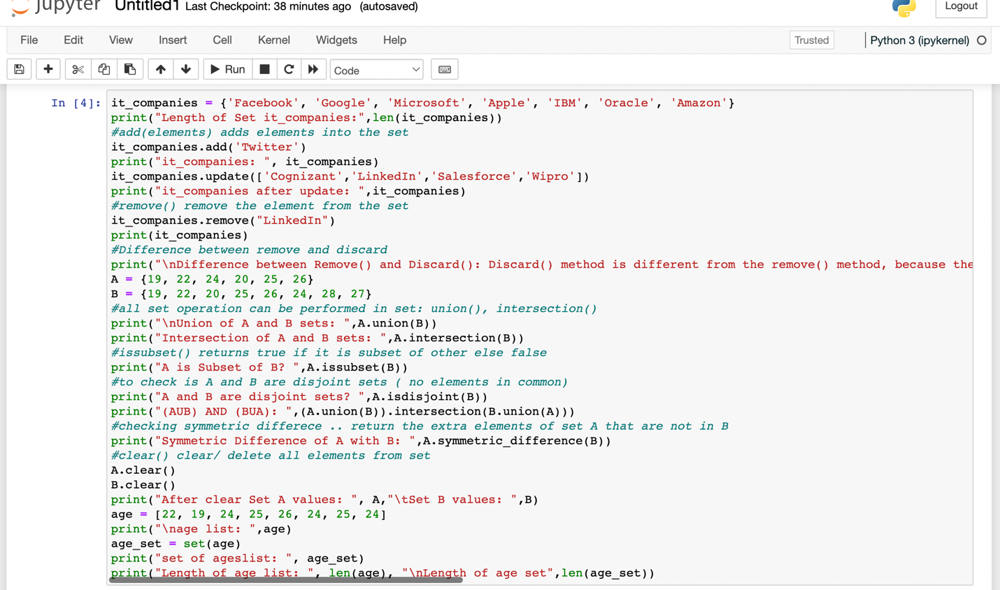 jupyter Untitled1 Last Checkpoint: 38 minutes ago (autosaved) Logout
File Edit View Insert Cell Kernel Widgets Help Trusted Python 3 (ipykernel)
Run Code
In [4]: it_companies = {'Facebook', 'Google', 'Microsoft', 'Apple', 'IBM', 'Oracle', 'Amazon'}
print("Length of Set it_companies:",len(it_companies))
#add(elements) adds elements into the set
it_companies.add('Twitter')
print("it_companies: ", it_companies)
it_companies.update(['Cognizant','LinkedIn','Salesforce','Wipro'])
print("it_companies after update: ",it_companies)
#remove() remove the element from the set
it_companies.remove("LinkedIn")
print(it_companies)
#Difference between remove and discard
print("\nDifference between Remove() and Discard(): Discard() method is different from the remove() method, because the
A = {19, 22, 24, 20, 25, 26}
B = {19, 22, 20, 25, 26, 24, 28, 27}
#all set operation can be performed in set: union(), intersection()
print("\nUnion of A and B sets: ",A.union(B))
print("Intersection of A and B sets: ",A.intersection(B))
#issubset() returns true if it is subset of other else false
print("A is Subset of B? ",A.issubset(B))
#to check is A and B are disjoint sets ( no elements in common)
print("A and B are disjoint sets? ",A.isdisjoint(B))
print("(AUB) AND (BUA): ",(A.union(B)).intersection(B.union(A)))
#checking symmetric differece .. return the extra elements of set A that are not in B
print("Symmetric Difference of A with B: ",A.symmetric_difference(B))
#clear() clear/ delete all elements from set
A.clear()
B.clear()
print("After clear Set A values: ", A,"\tSet B values: ",B)
age = [22, 19, 24, 25, 26, 24, 25, 24]
print("\nage list: ",age)
age_set = set(age)
print("set of ageslist: ", age_set)
print("Length of age list: ", len(age), "\nLength of age set",len(age_set))